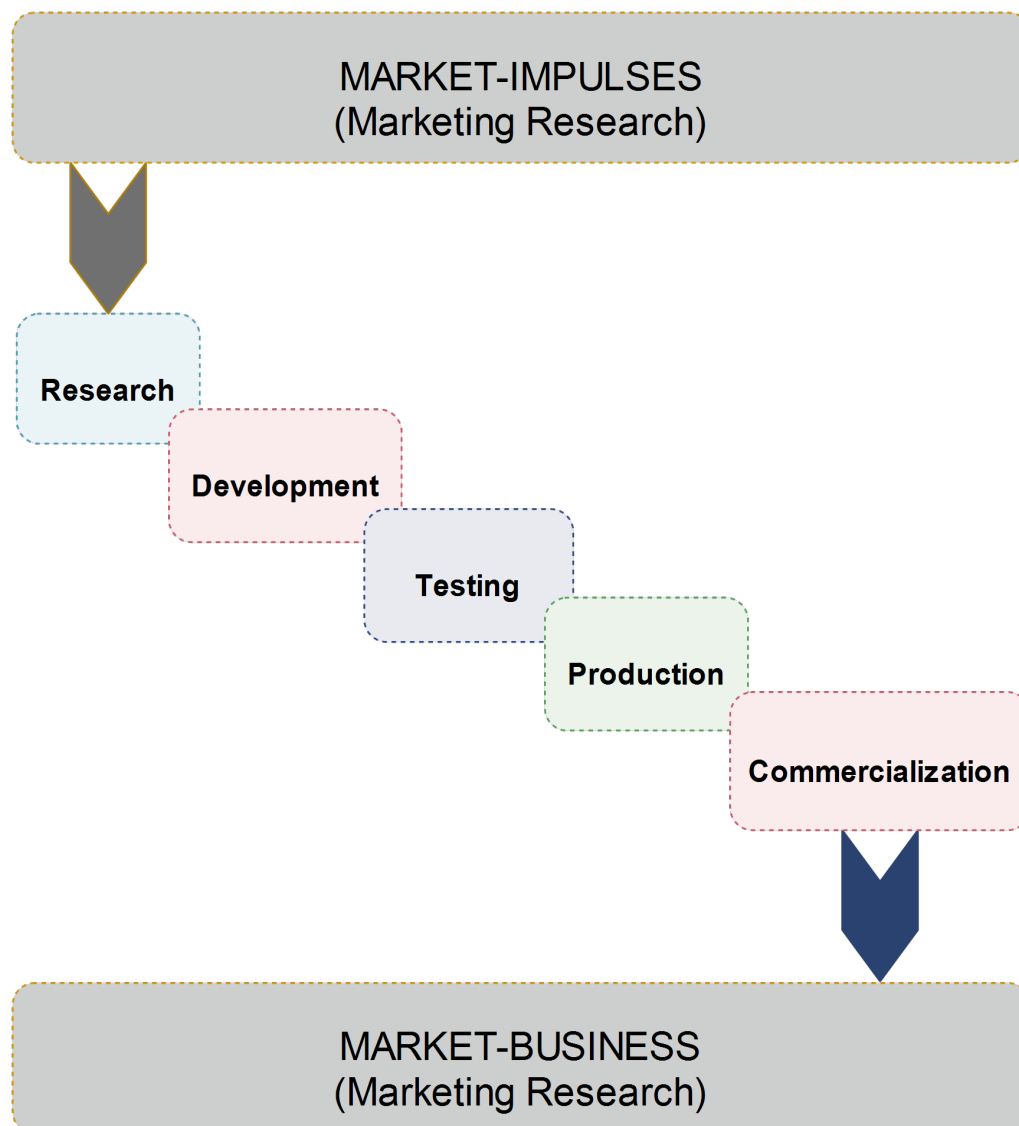 MARKET-IMPULSES
(Marketing Research)
Research
Development
Testing
Production
Commercialization
MARKET-BUSINESS
(Marketing Research)